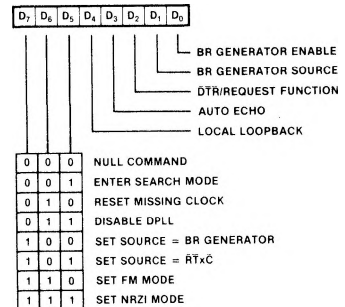 D7 D6 D5 D4 D3 D2 D1 D0
BR GENERATOR ENABLE
BR GENERATOR SOURCE
D̄T̄R̄/REQUEST FUNCTION
AUTO ECHO
LOCAL LOOPBACK
0 0 0 NULL COMMAND
0 0 1 ENTER SEARCH MODE
0 1 0 RESET MISSING CLOCK
0 1 1 DISABLE DPLL
1 0 0 SET SOURCE = BR GENERATOR
1 0 1 SET SOURCE = R̄T̄xC̄
1 1 0 SET FM MODE
1 1 1 SET NRZI MODE